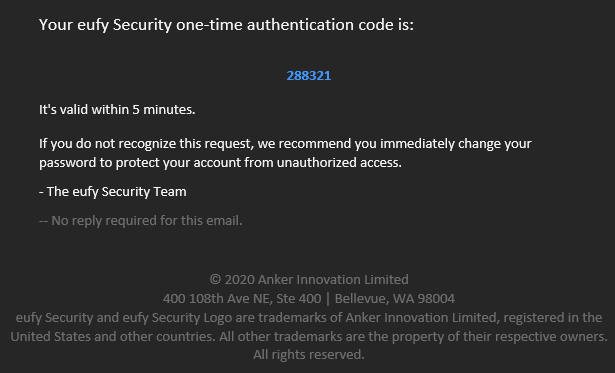 Your eufy Security one-time authentication code is:
288321
It's valid within 5 minutes.
If you do not recognize this request, we recommend you immediately change your
password to protect your account from unauthorized access.
- The eufy Security Team
-- No reply required for this email.
© 2020 Anker Innovation Limited
400 108th Ave NE, Ste 400 | Bellevue, WA 98004
eufy Security and eufy Security Logo are trademarks of Anker Innovation Limited, registered in the
United States and other countries. All other trademarks are the property of their respective owners.
All rights reserved.